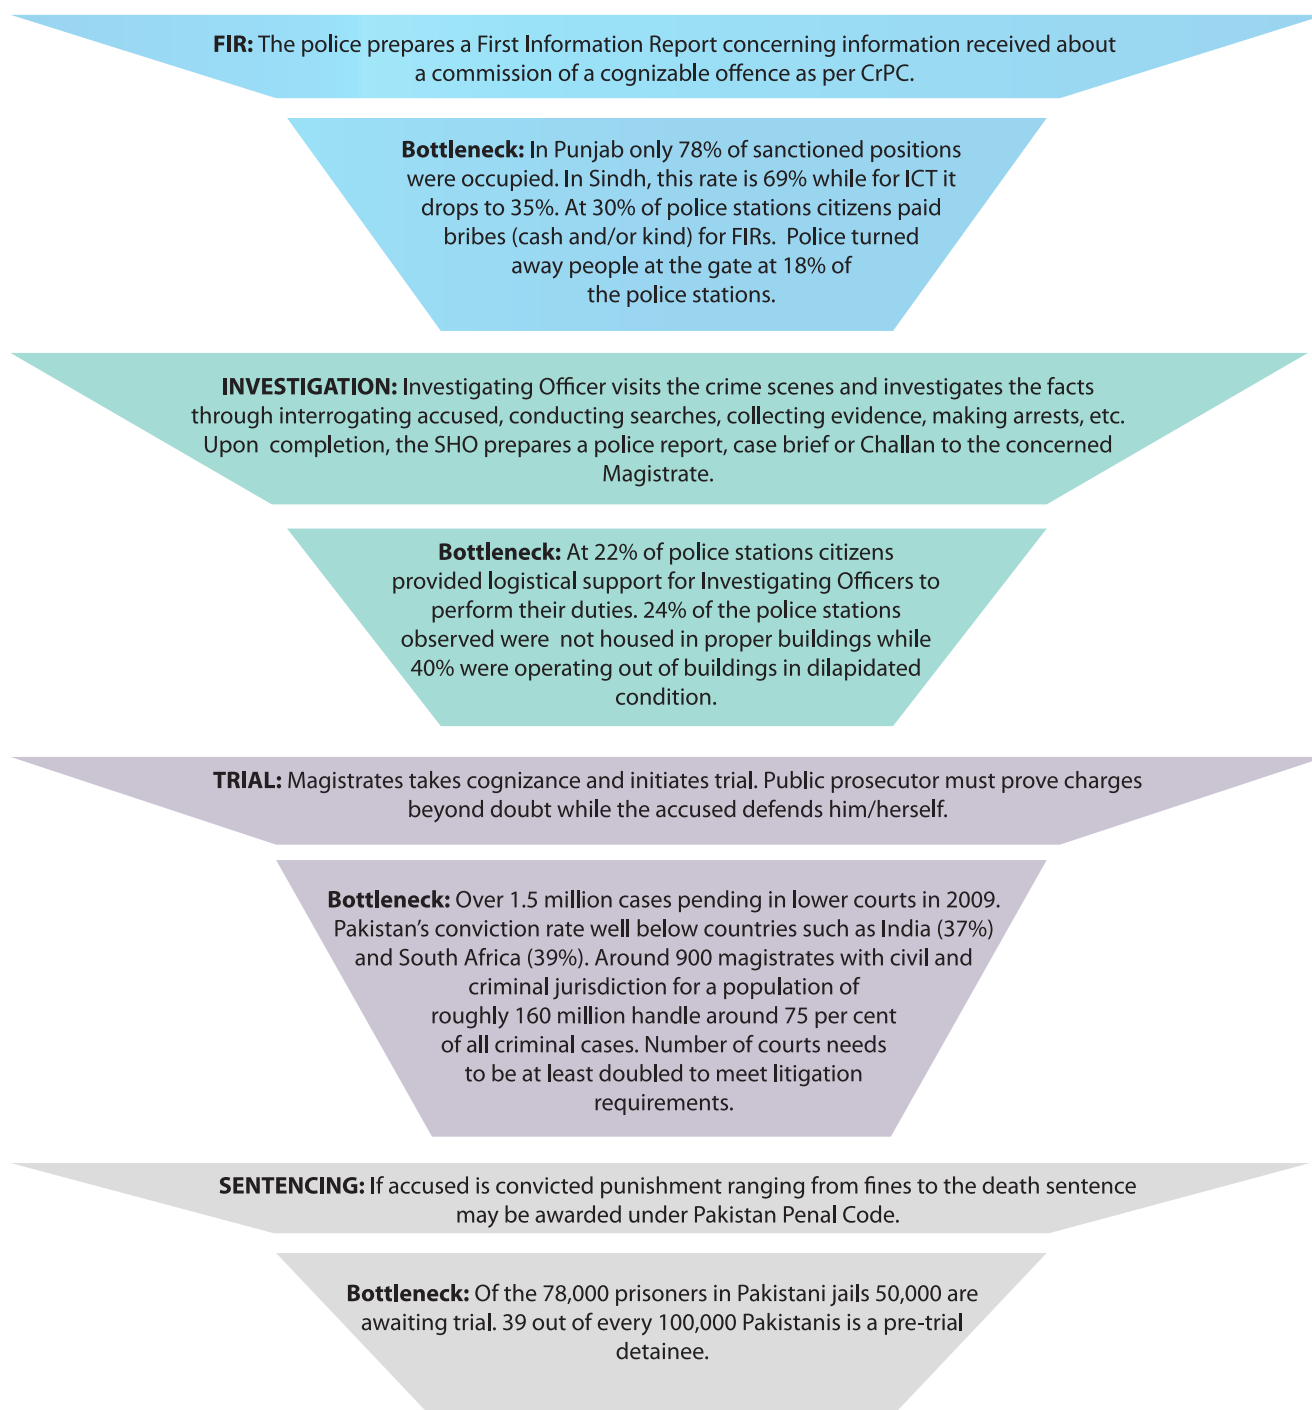 FIR: The police prepares a First Information Report concerning information received about
a commission of a cognizable offence as per CrPC.
Bottleneck: In Punjab only 78% of sanctioned positions
were occupied. In Sindh, this rate is 69% while for ICT it
drops to 35%. At 30% of police stations citizens paid
bribes (cash and/or kind) for FIRs. Police turned
away people at the gate at 18% of
the police stations.
INVESTIGATION: Investigating Officer visits the crime scenes and investigates the facts
through interrogating accused, conducting searches, collecting evidence, making arrests, etc.
Upon completion, the SHO prepares a police report, case brief or Challan to the concerned
Magistrate.
Bottleneck: At 22% of police stations citizens
provided logistical support for Investigating Officers to
perform their duties. 24% of the police stations
observed were not housed in proper buildings while
40% were operating out of buildings in dilapidated
condition.
TRIAL: Magistrates takes cognizance and initiates trial. Public prosecutor must prove charges
beyond doubt while the accused defends him/herself.
Bottleneck: Over 1.5 million cases pending in lower courts in 2009.
Pakistan's conviction rate well below countries such as India (37%)
and South Africa (39%). Around 900 magistrates with civil and
criminal jurisdiction for a population of
roughly 160 million handle around 75 per cent
of all criminal cases. Number of courts needs
to be at least doubled to meet litigation
requirements.
SENTENCING: If accused is convicted punishment ranging from fines to the death sentence
may be awarded under Pakistan Penal Code.
Bottleneck: Of the 78,000 prisoners in Pakistani jails 50,000 are
awaiting trial. 39 out of every 100,000 Pakistanis is a pre-trial
detainee.